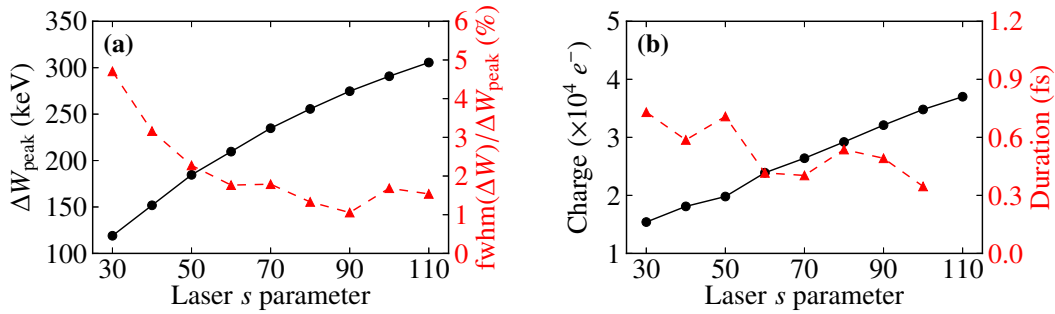 (a)
350
300
250
200
150
100
ΔW_peak (keV)
6
5
4
3
2
1
0
fwhm(ΔW)/ΔW_peak (%)
30 50 70 90 110
Laser s parameter
(b)
5
4
3
2
1
Charge (×10⁴ e⁻)
1.2
0.9
0.6
0.3
0.0
Duration (fs)
30 50 70 90 110
Laser s parameter